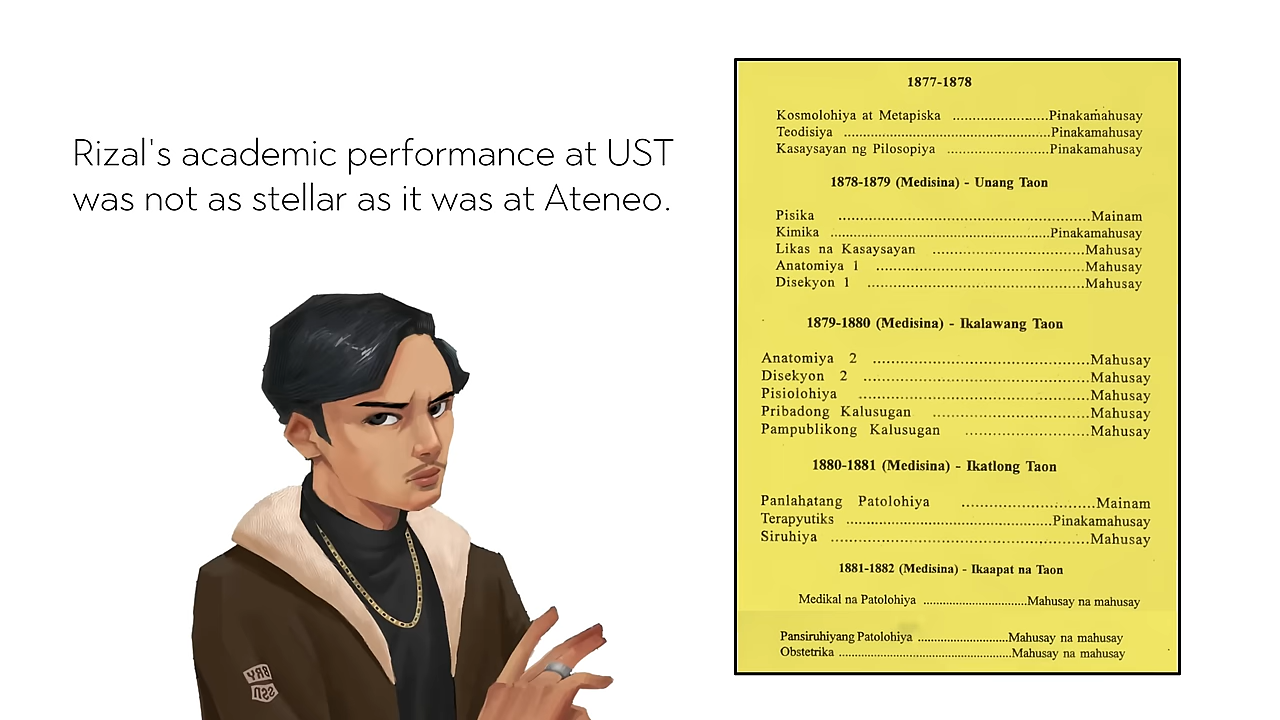 Rizal's academic performance at UST
was not as stellar as it was at Ateneo.
1877-1878
Kosmolohiya at Metapiska ........................Pinakamahusay
Teodisiya ....................................................Pinakamahusay
Kasaysayan ng Pilosopiya ..........................Pinakamahusay
1878-1879 (Medisina) - Unang Taon
Pisika ...............................................................Mainam
Kimika .......................................................Pinakamahusay
Likas na Kasaysayan ......................................Mahusay
Anatomiya 1 ....................................................Mahusay
Disekyon 1 ......................................................Mahusay
1879-1880 (Medisina) - Ikalawang Taon
Anatomiya 2 ......................................................Mahusay
Disekyon 2 ........................................................Mahusay
Pisiolohiya .........................................................Mahusay
Pribadong Kalusugan .......................................Mahusay
Pampublikong Kalusugan ...............................Mahusay
1880-1881 (Medisina) - Ikatlong Taon
Panlahatang Patolohiya .................................Mainam
Terapyutiks ....................................................Pinakamahusay
Siruhiya ................................................................Mahusay
1881-1882 (Medisina) - Ikaapat na Taon
Medikal na Patolohiya ................................Mahusay na mahusay
Pansiruhiyang Patolohiya ............................Mahusay na mahusay
Obstetrika .....................................................Mahusay na mahusay